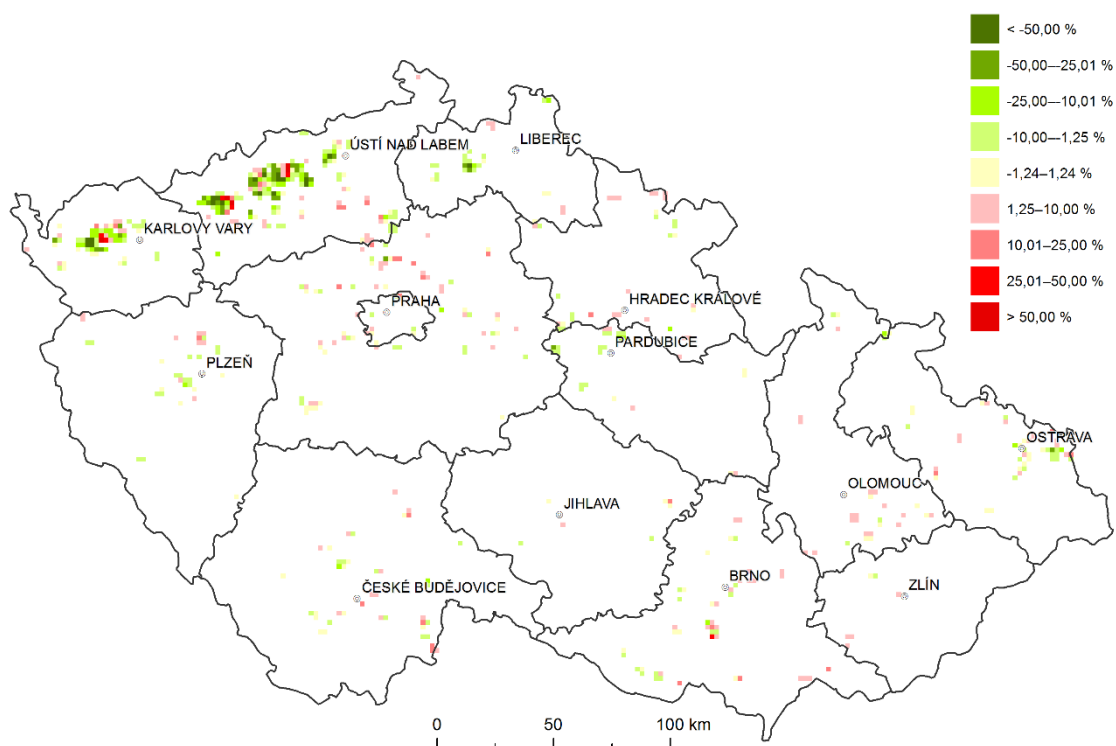 < -50,00 %
-50,00–-25,01 %
-25,00–-10,01 %
-10,00–-1,25 %
-1,24–1,24 %
1,25–10,00 %
10,01–25,00 %
25,01–50,00 %
> 50,00 %
ÚSTÍ NAD LABEM
LIBEREC
KARLOVY VARY
PRAHA
HRADEC KRÁLOVÉ
PARDUBICE
PLZEŇ
OSTRAVA
OLOMOUC
JIHLAVA
BRNO
ČESKÉ BUDĚJOVICE
ZLÍN
0 50 100 km